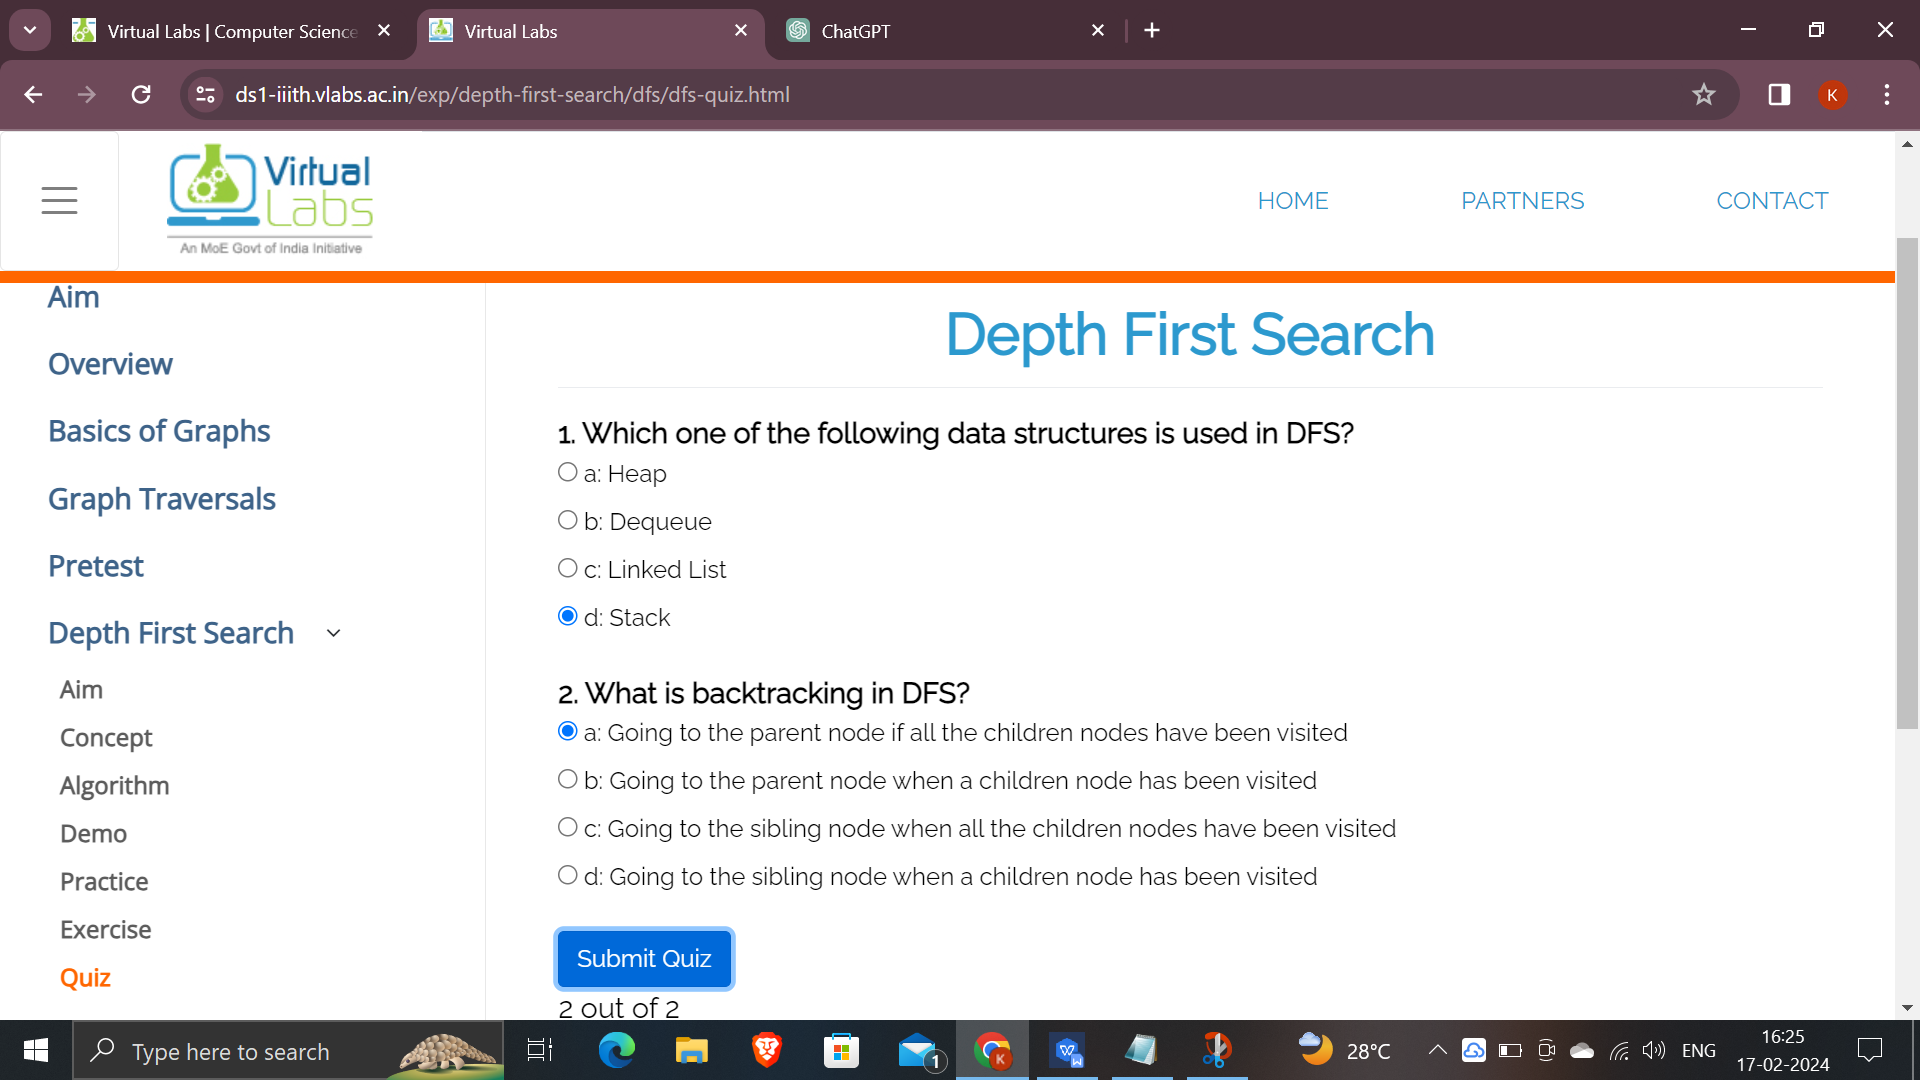 Virtual Labs | Computer Science
Virtual Labs
ChatGPT
ds1-iiith.vlabs.ac.in/exp/depth-first-search/dfs/dfs-quiz.html
K
Virtual
Labs
An MoE Govt of India Initiative
HOME
PARTNERS
CONTACT
Aim
Overview
Basics of Graphs
Graph Traversals
Pretest
Depth First Search
Aim
Concept
Algorithm
Demo
Practice
Exercise
Quiz
Depth First Search
1. Which one of the following data structures is used in DFS?
a: Heap
b: Dequeue
c: Linked List
d: Stack
2. What is backtracking in DFS?
a: Going to the parent node if all the children nodes have been visited
b: Going to the parent node when a children node has been visited
c: Going to the sibling node when all the children nodes have been visited
d: Going to the sibling node when a children node has been visited
Submit Quiz
2 out of 2
Type here to search
1
K
W
W
28°C
ENG
16:25
17-02-2024